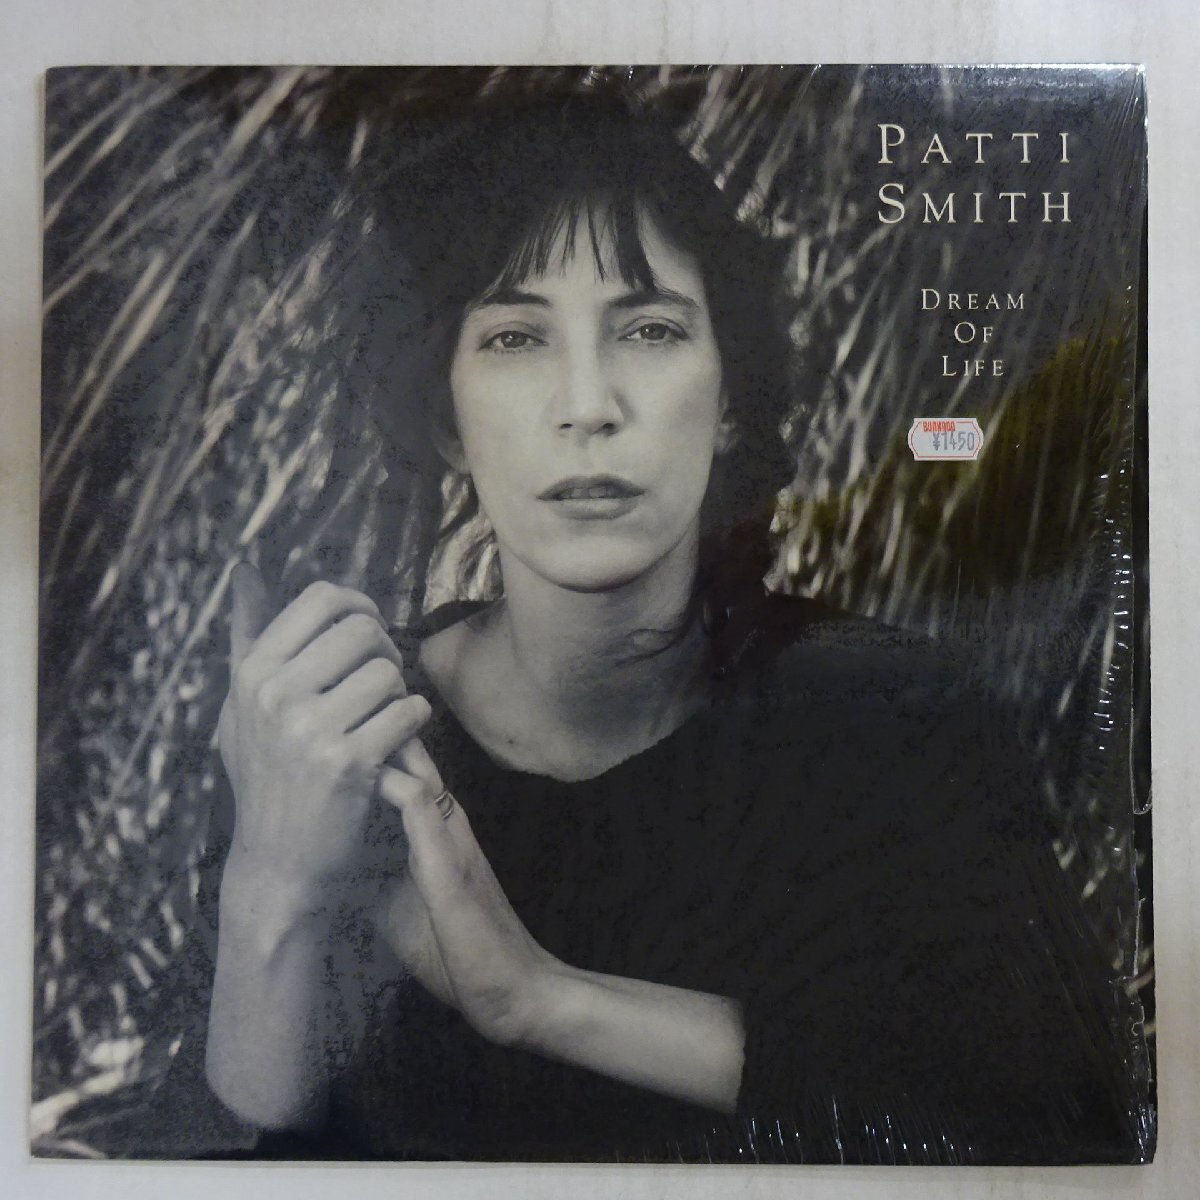 PATTI
SMITH
DREAM
OF
LIFE
¥1450